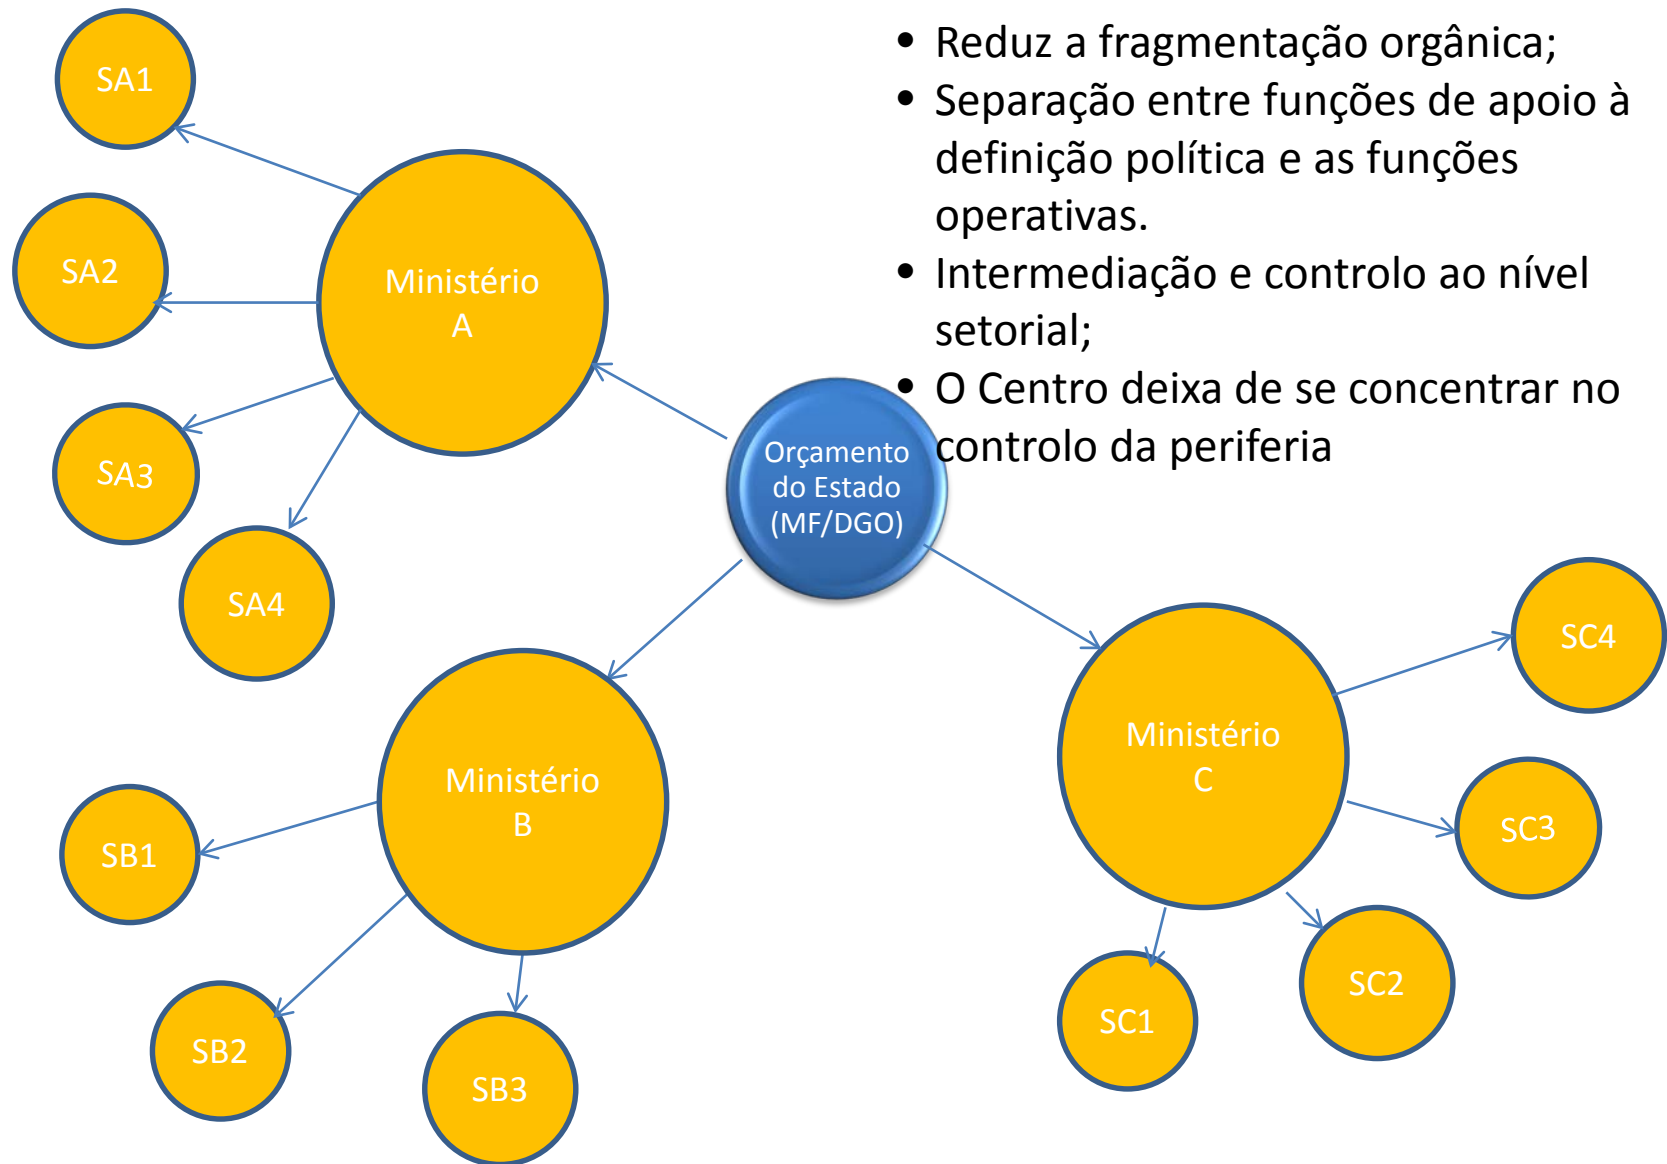 • Reduz a fragmentação orgânica;
• Separação entre funções de apoio à
definição política e as funções
operativas.
• Intermediação e controlo ao nível
setorial;
• O Centro deixa de se concentrar no
controlo da periferia
SA1
SA2
SA3
SA4
Ministério
A
Orçamento
do Estado
(MF/DGO)
Ministério
B
SB1
SB2
SB3
Ministério
C
SC4
SC3
SC2
SC1